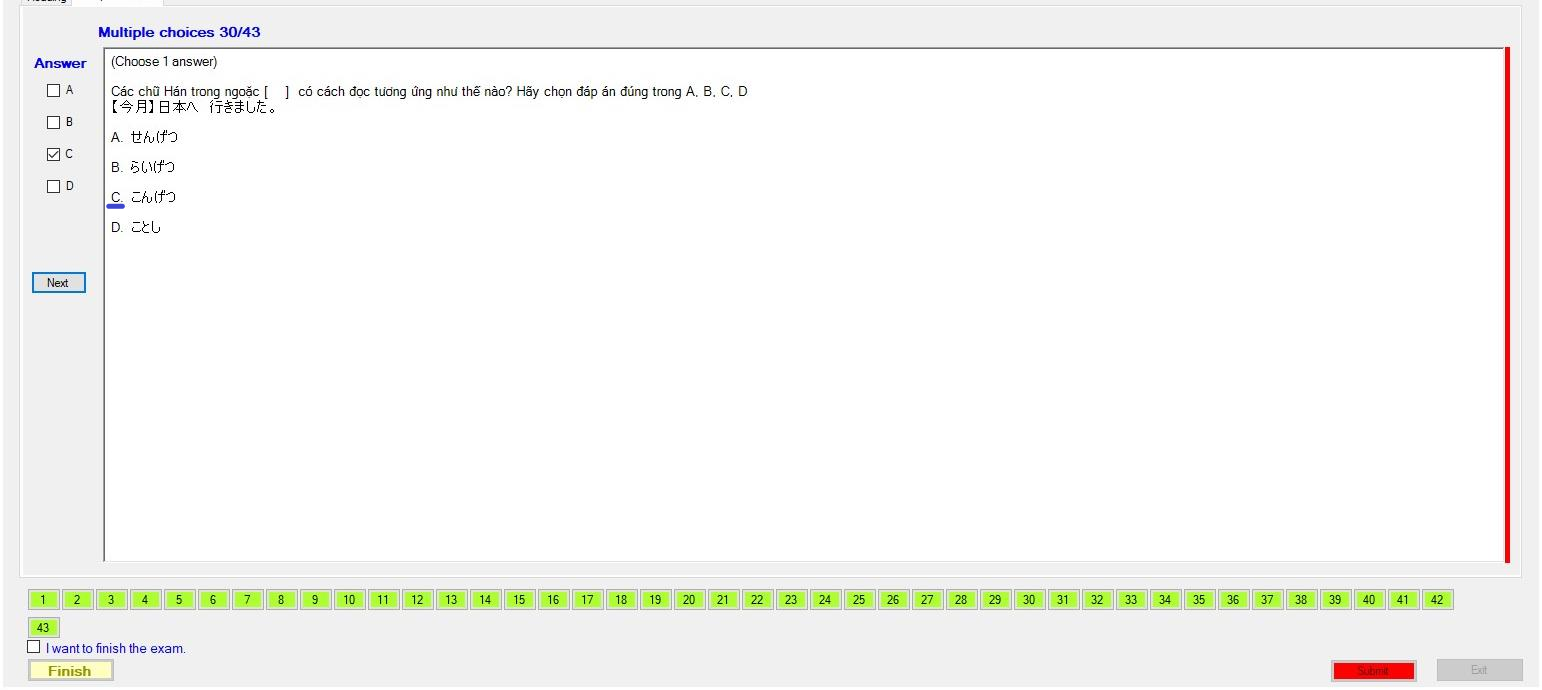 Multiple choices 30/43
Answer
(Choose 1 answer)
A
Các chữ Hán trong ngoặc [ ] có cách đọc tương ứng như thế nào? Hãy chọn đáp án đúng trong A, B, C, D
【今月】日本へ 行きました。
B
A. せんげつ
C
B. らいげつ
D
C. こんげつ
D. ことし
Next
1 2 3 4 5 6 7 8 9 10 11 12 13 14 15 16 17 18 19 20 21 22 23 24 25 26 27 28 29 30 31 32 33 34 35 36 37 38 39 40 41 42
43
I want to finish the exam.
Finish
Submit
Exit